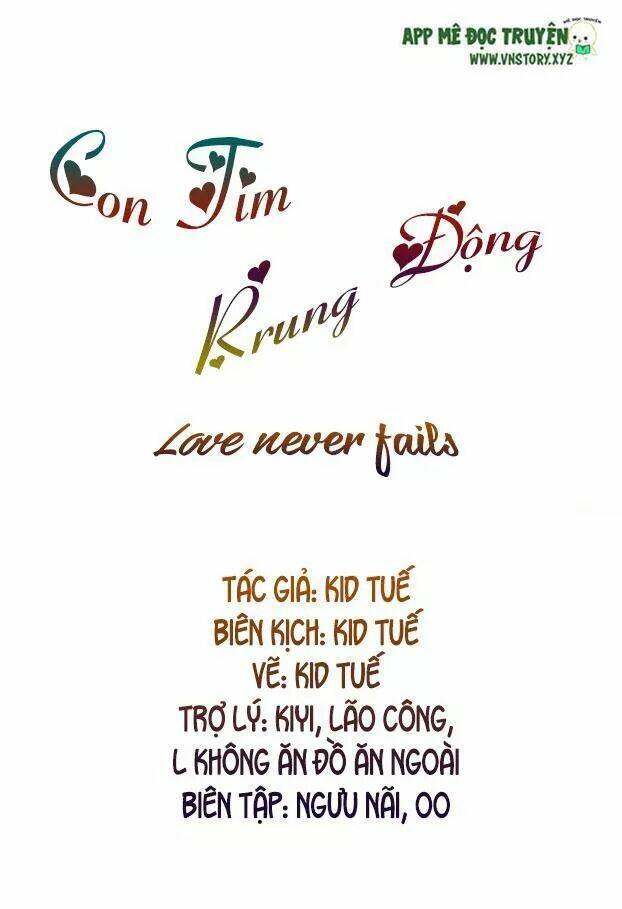 APP MÊ ĐỌC TRUYỆN
WWW.VNSTORY.XYZ
Con Tim
Rrung Động
Love never fails
TÁC GIẢ: KID TUẾ
BIÊN KỊCH: KID TUẾ
VẼ: KID TUẾ
TRỢ LÝ: KIYI, LÃO CÔNG,
L KHÔNG ĂN ĐỒ ĂN NGOÀI
BIÊN TẬP: NGƯU NÃI, OO